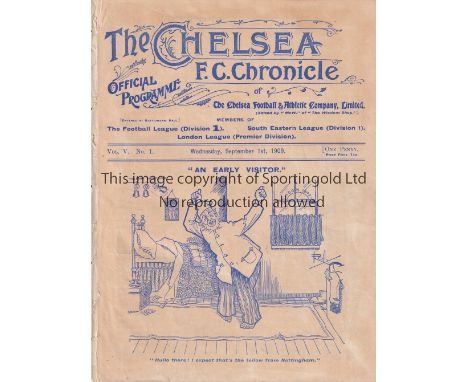 The CHELSEA
F.C. Chronicle
OFFICIAL
PROGRAMME
of
The Chelsea Football & Athletic Company, Limited.
MEMBERS OF
The Football League (Division 1). South Eastern League (Division 1).
London League (Premier Division).
VOL. V. No. 1. Wednesday, September 1st, 1909. ONE PENNY.
"AN EARLY VISITOR."
This image copyright of Sportingold Ltd
No reproduction allowed
"Hullo there! I expect that's the fellow from Nottingham."